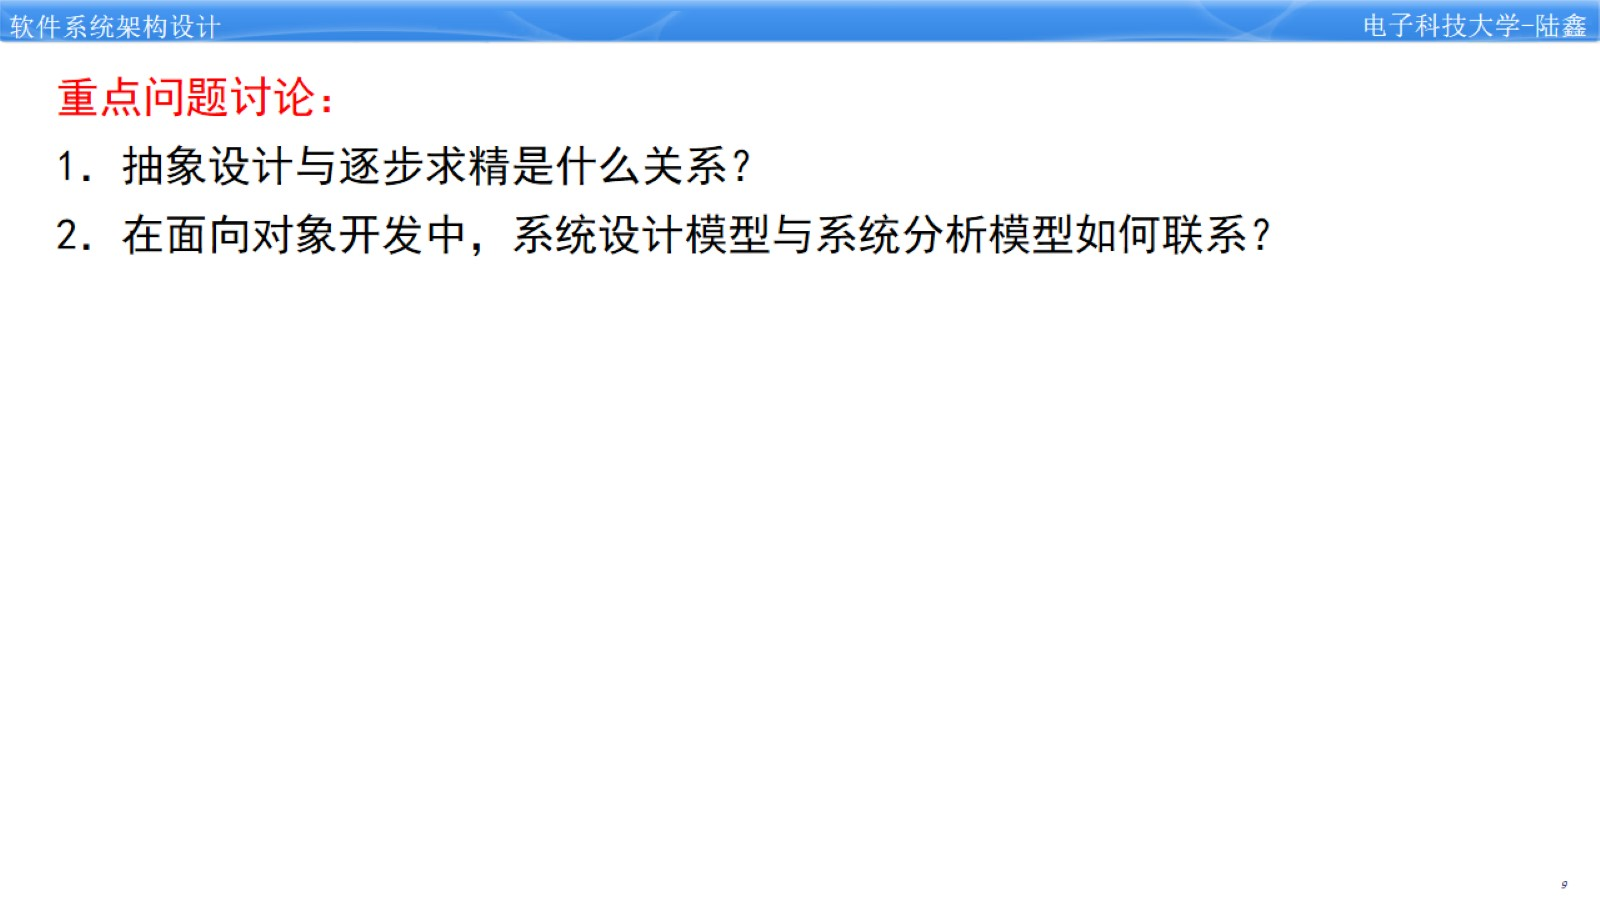 软件系统架构设计
电子科技大学-陆鑫
重点问题讨论：
1. 抽象设计与逐步求精是什么关系？
2. 在面向对象开发中，系统设计模型与系统分析模型如何联系？
9